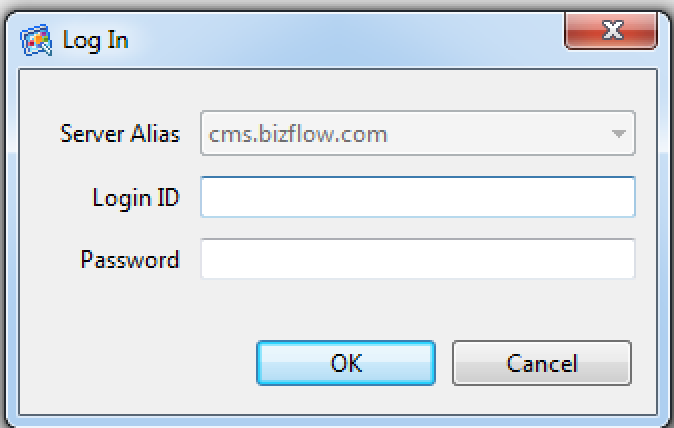 Log In
Server Alias cms.bizflow.com
Login ID
Password
OK Cancel